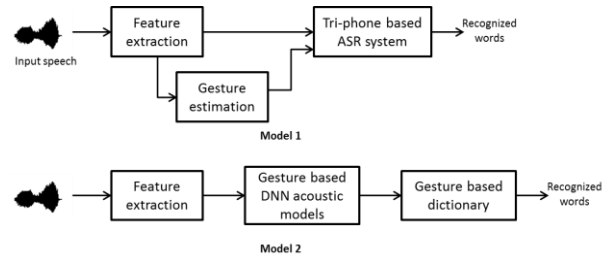 Feature
extraction
Tri-phone based
ASR system
Recognized
words
Input speech
Gesture
estimation
Model 1
Feature
extraction
Gesture based
DNN acoustic
models
Gesture based
dictionary
Recognized
words
Model 2